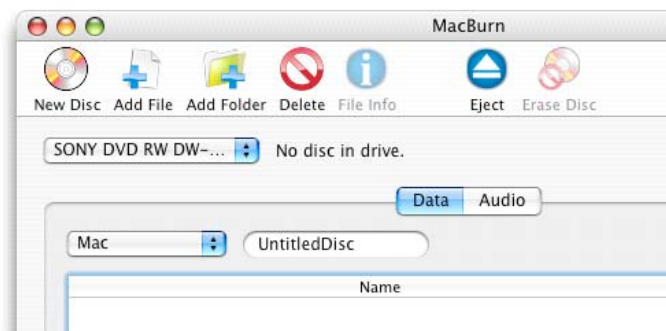 MacBurn
New Disc Add File Add Folder Delete File Info Eject Erase Disc
SONY DVD RW DW-... No disc in drive.
Data Audio
Mac UntitledDisc
Name